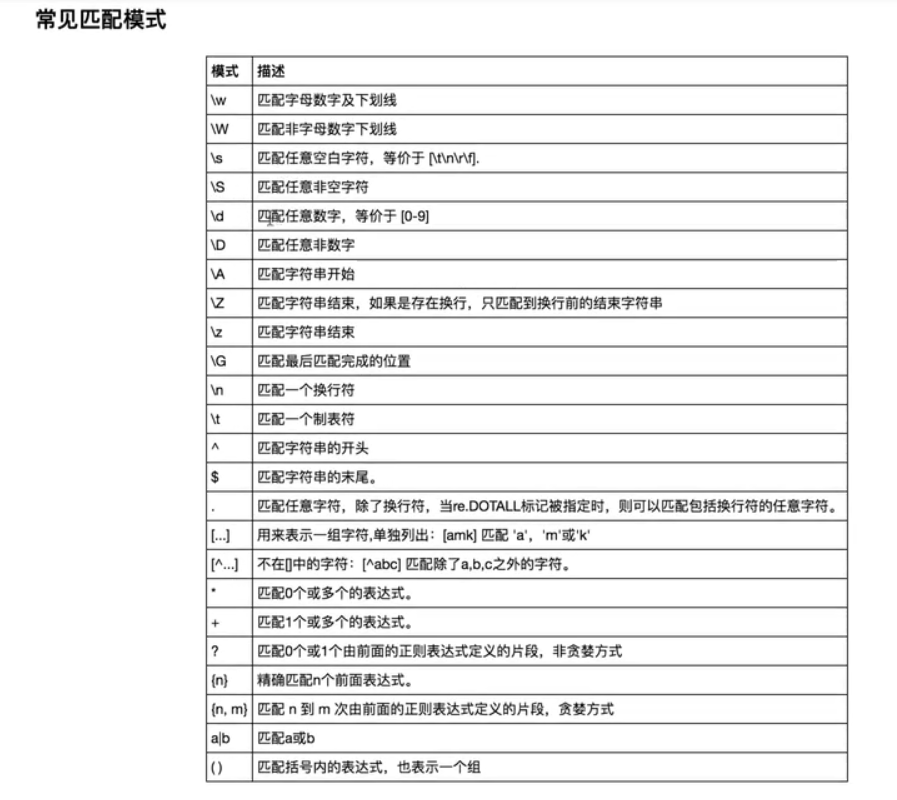 常见匹配模式
模式 描述
\w 匹配字母数字及下划线
\W 匹配非字母数字下划线
\s 匹配任意空白字符，等价于 [\t\n\r\f].
\S 匹配任意非空字符
\d 匹配任意数字，等价于 [0-9]
\D 匹配任意非数字
\A 匹配字符串开始
\Z 匹配字符串结束，如果是存在换行，只匹配到换行前的结束字符串
\z 匹配字符串结束
\G 匹配最后匹配完成的位置
\n 匹配一个换行符
\t 匹配一个制表符
^ 匹配字符串的开头
$ 匹配字符串的末尾。
. 匹配任意字符，除了换行符，当re.DOTALL标记被指定时，则可以匹配包括换行符的任意字符。
[...] 用来表示一组字符,单独列出：[amk] 匹配 'a'，'m'或'k'
[^...] 不在[]中的字符：[^abc] 匹配除了a,b,c之外的字符。
* 匹配0个或多个的表达式。
+ 匹配1个或多个的表达式。
? 匹配0个或1个由前面的正则表达式定义的片段，非贪婪方式
{n} 精确匹配n个前面表达式。
{n, m} 匹配 n 到 m 次由前面的正则表达式定义的片段，贪婪方式
a|b 匹配a或b
( ) 匹配括号内的表达式，也表示一个组